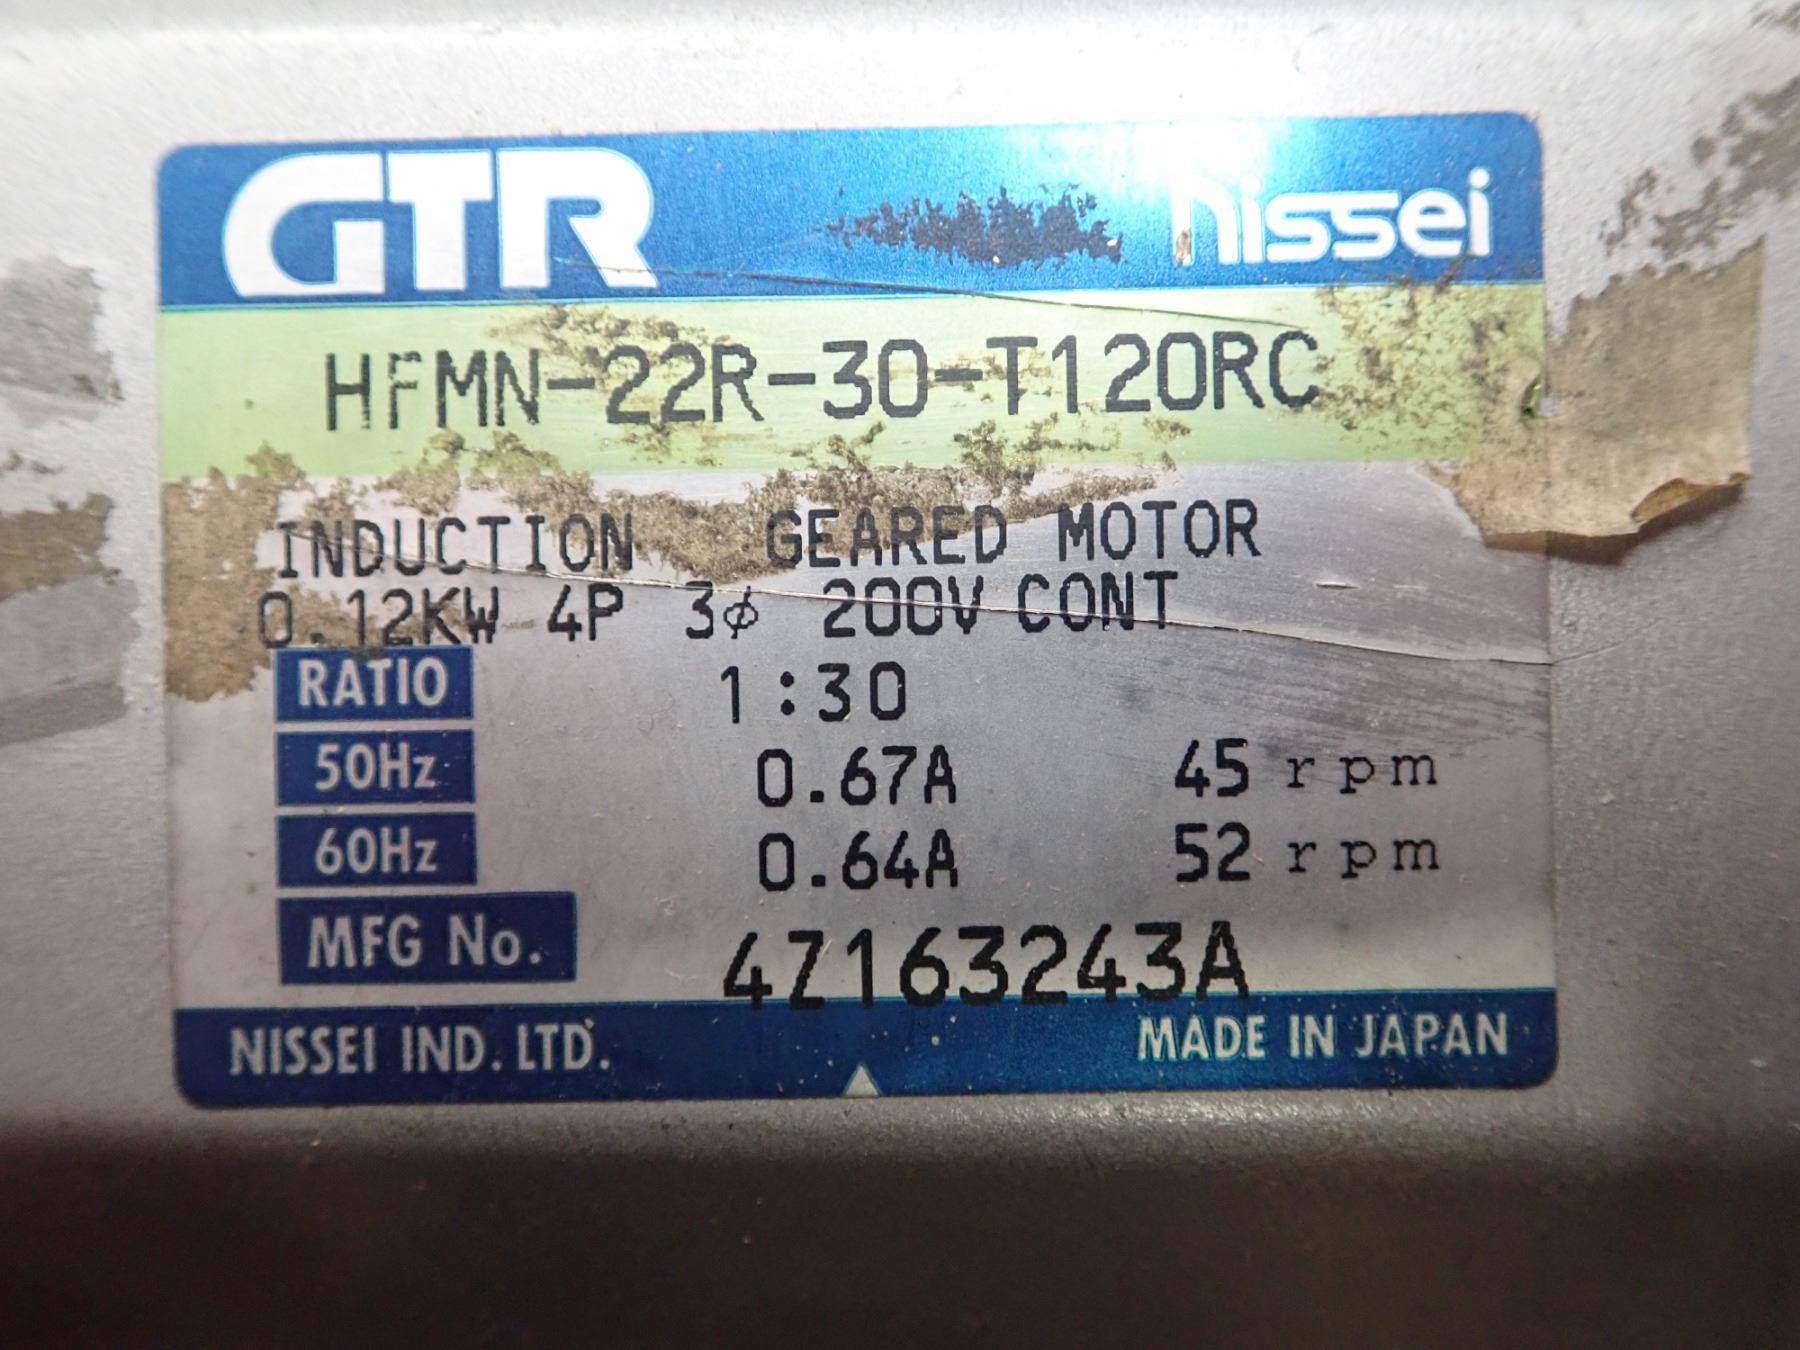 GTR nissei
HFMN-22R-30-T120RC
INDUCTION GEARED MOTOR
0.12KW 4P 3ϕ 200V CONT
RATIO 1:30
50Hz 0.67A 45 rpm
60Hz 0.64A 52 rpm
MFG No. 4Z163243A
NISSEI IND. LTD. MADE IN JAPAN